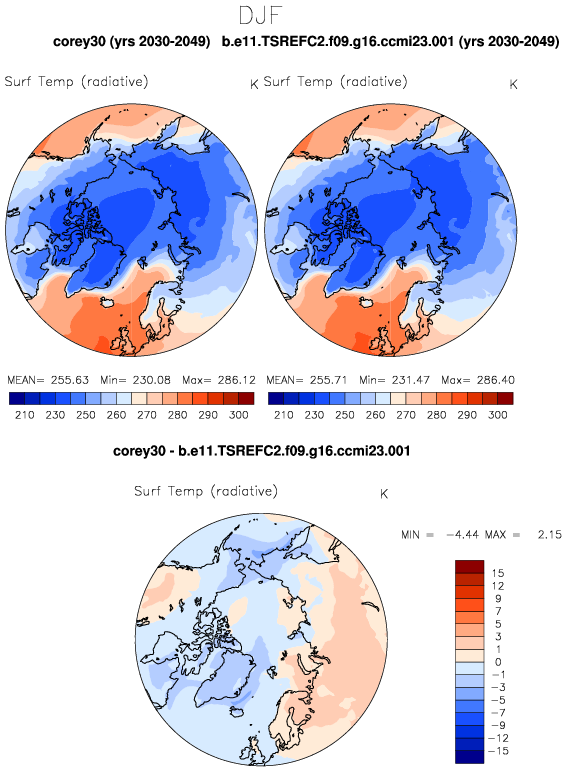 DJF
corey30 (yrs 2030-2049) b.e11.TSREFC2.f09.g16.ccmi23.001 (yrs 2030-2049)
Surf Temp (radiative) K Surf Temp (radiative) K
MEAN= 255.63 Min= 230.08 Max= 286.12 MEAN= 255.71 Min= 231.47 Max= 286.40
210 230 250 260 270 280 290 300 210 230 250 260 270 280 290 300
corey30 - b.e11.TSREFC2.f09.g16.ccmi23.001
Surf Temp (radiative) K
MIN = -4.44 MAX = 2.15
15
12
9
7
5
3
1
0
-1
-3
-5
-7
-9
-12
-15